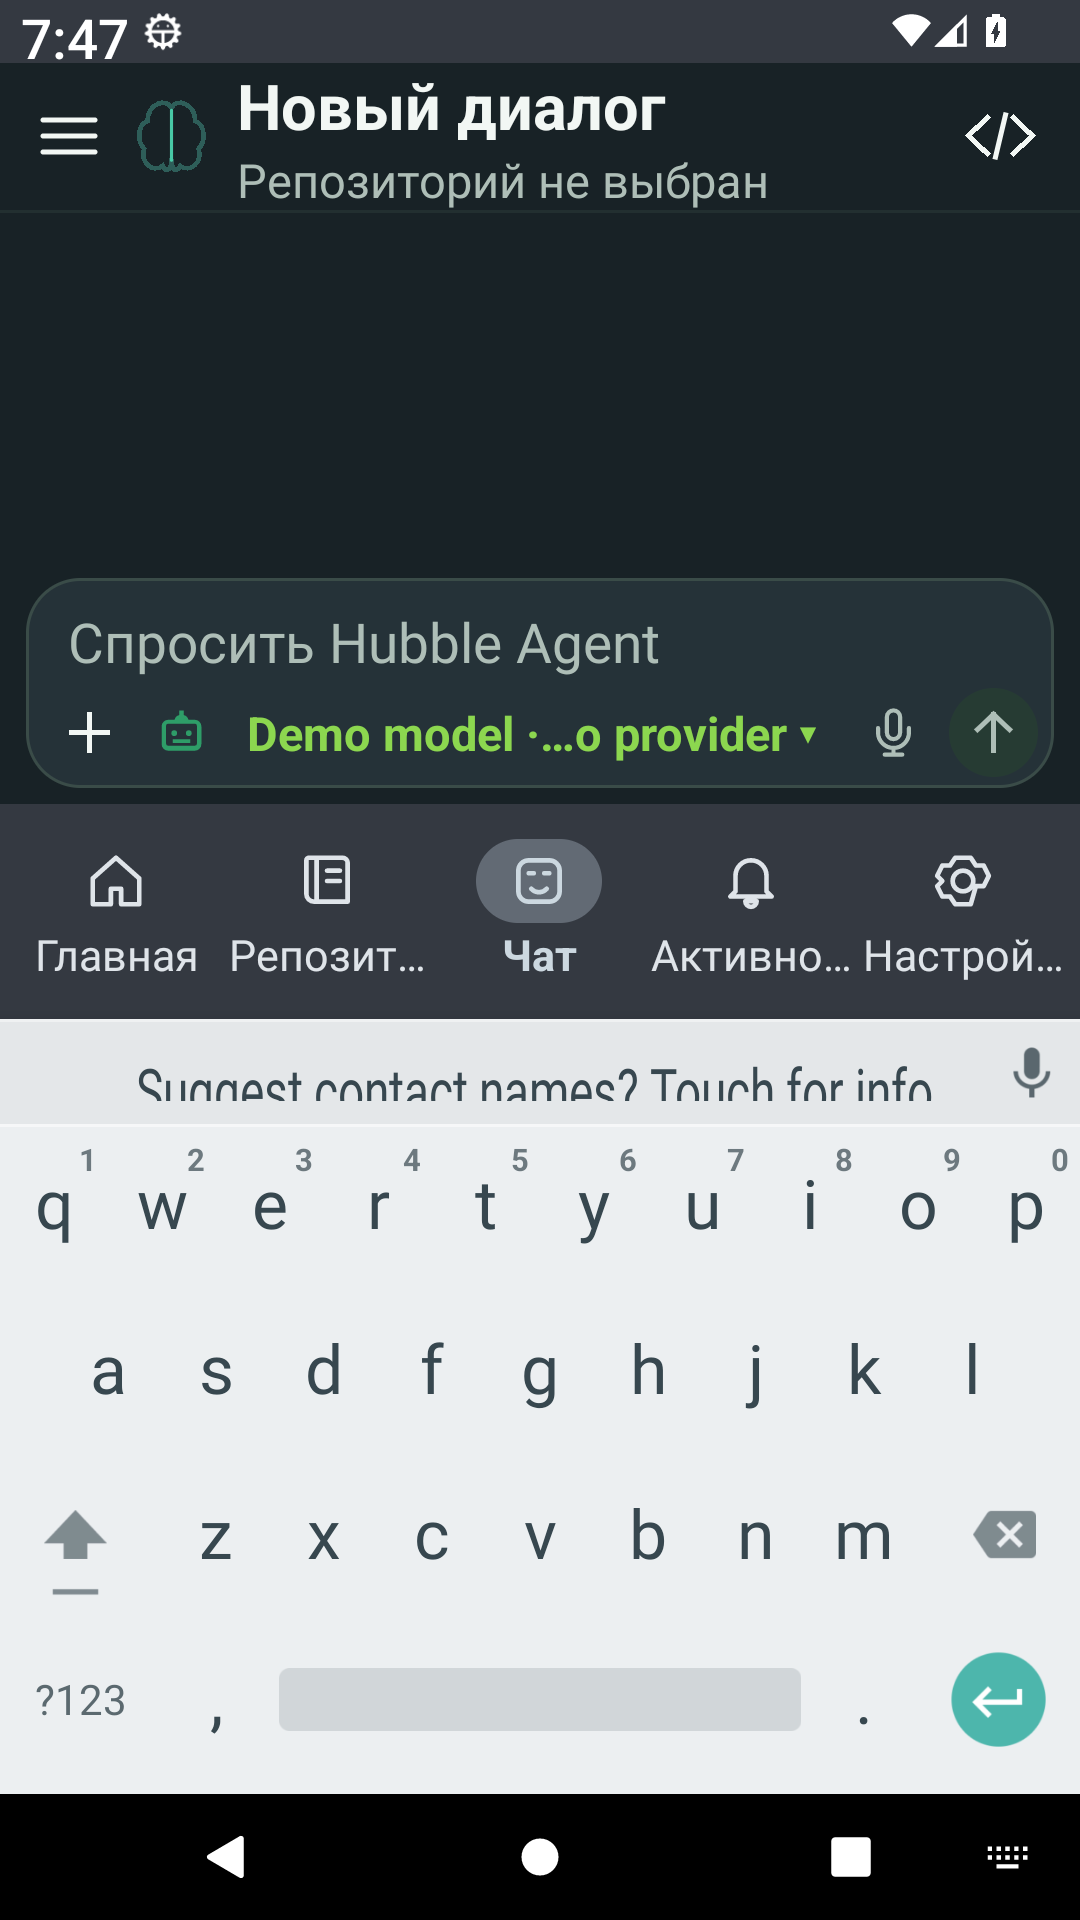 7:47
Новый диалог
Репозиторий не выбран
Спросить Hubble Agent
Demo model ·…o provider ▾
Главная Репозит… Чат Активно… Настрой…
Suggest contact names? Touch for info
1 2 3 4 5 6 7 8 9 0
q w e r t y u i o p
a s d f g h j k l
z x c v b n m
?123 , .